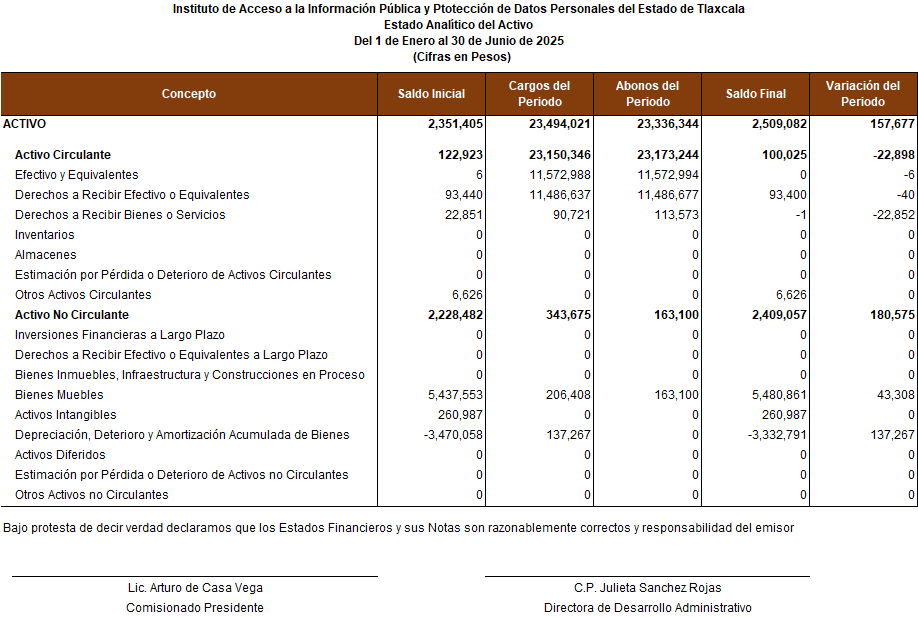 Instituto de Acceso a la Información Pública y Ptotección de Datos Personales del Estado de Tlaxcala
Estado Analítico del Activo
Del 1 de Enero al 30 de Junio de 2025
(Cifras en Pesos)
Concepto Saldo Inicial Cargos del Periodo Abonos del Periodo Saldo Final Variación del Periodo
ACTIVO 2,351,405 23,494,021 23,336,344 2,509,082 157,677
Activo Circulante 122,923 23,150,346 23,173,244 100,025 -22,898
Efectivo y Equivalentes 6 11,572,988 11,572,994 0 -6
Derechos a Recibir Efectivo o Equivalentes 93,440 11,486,637 11,486,677 93,400 -40
Derechos a Recibir Bienes o Servicios 22,851 90,721 113,573 -1 -22,852
Inventarios 0 0 0 0 0
Almacenes 0 0 0 0 0
Estimación por Pérdida o Deterioro de Activos Circulantes 0 0 0 0 0
Otros Activos Circulantes 6,626 0 0 6,626 0
Activo No Circulante 2,228,482 343,675 163,100 2,409,057 180,575
Inversiones Financieras a Largo Plazo 0 0 0 0 0
Derechos a Recibir Efectivo o Equivalentes a Largo Plazo 0 0 0 0 0
Bienes Inmuebles, Infraestructura y Construcciones en Proceso 0 0 0 0 0
Bienes Muebles 5,437,553 206,408 163,100 5,480,861 43,308
Activos Intangibles 260,987 0 0 260,987 0
Depreciación, Deterioro y Amortización Acumulada de Bienes -3,470,058 137,267 0 -3,332,791 137,267
Activos Diferidos 0 0 0 0 0
Estimación por Pérdida o Deterioro de Activos no Circulantes 0 0 0 0 0
Otros Activos no Circulantes 0 0 0 0 0
Bajo protesta de decir verdad declaramos que los Estados Financieros y sus Notas son razonablemente correctos y responsabilidad del emisor
Lic. Arturo de Casa Vega C.P. Julieta Sanchez Rojas
Comisionado Presidente Directora de Desarrollo Administrativo